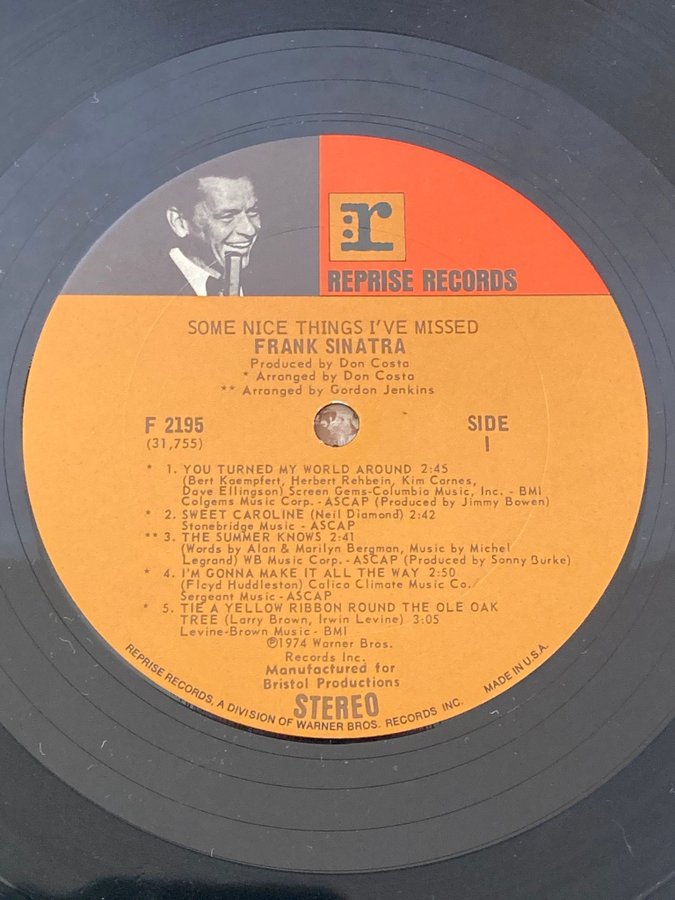 r
REPRISE RECORDS
SOME NICE THINGS I'VE MISSED
FRANK SINATRA
Produced by Don Costa
* Arranged by Don Costa
** Arranged by Gordon Jenkins
F 2195
(31,755)
SIDE
1
* 1. YOU TURNED MY WORLD AROUND 2:45
(Bert Kaempfert, Herbert Rehbein, Kim Carnes,
Dave Ellingson) Screen Gems-Columbia Music, Inc. - BMI
Colgems Music Corp. - ASCAP (Produced by Jimmy Bowen)
* 2. SWEET CAROLINE (Neil Diamond) 2:42
Stonebridge Music - ASCAP
** 3. THE SUMMER KNOWS 2:41
(Words by Alan & Marilyn Bergman, Music by Michel
Legrand) WB Music Corp. - ASCAP (Produced by Sonny Burke)
* 4. I'M GONNA MAKE IT ALL THE WAY 2:50
(Floyd Huddleston) Calico Climate Music Co./
Sergeant Music - ASCAP
* 5. TIE A YELLOW RIBBON ROUND THE OLE OAK
TREE (Larry Brown, Irwin Levine) 3:05
Levine-Brown Music - BMI
℗1974 Warner Bros.
Records Inc.
Manufactured for
Bristol Productions
STEREO
REPRISE RECORDS, A DIVISION OF WARNER BROS. RECORDS INC. MADE IN U.S.A.